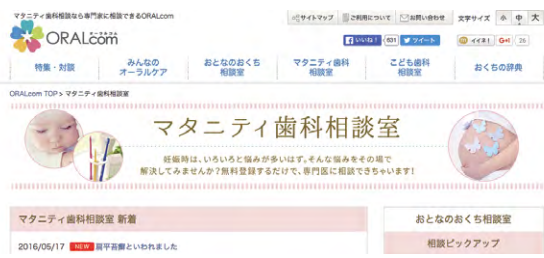 マタニティ歯科相談なら専門家に相談できるORALcom
サイトマップ ご利用について お問い合わせ 文字サイズ 小 中 大
オーラルコム
ORALcom
いいね! 631 ツイート イイネ! G+1 26
特集・対談
みんなの
オーラルケア
おとなのおくち
相談室
マタニティ歯科
相談室
こども歯科
相談室
おくちの辞典
ORALcom TOP > マタニティ歯科相談室
マタニティ歯科相談室
妊娠時は、いろいろと悩みが多いはず。そんな悩みをその場で
解決してみませんか?無料登録するだけで、専門医に相談できちゃいます!
マタニティ歯科相談室 新着
おとなのおくち相談室
相談ピックアップ
2016/05/17 NEW 扁平苔癬といわれました